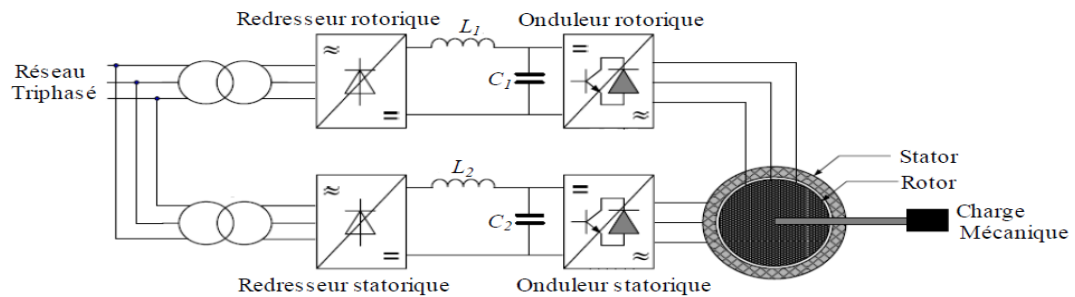 Redresseur rotorique
L1
Onduleur rotorique
Réseau
Triphasé
C1
≈
=
=
≈
Stator
Rotor
Charge
Mécanique
L2
C2
≈
=
=
≈
Redresseur statorique
Onduleur statorique